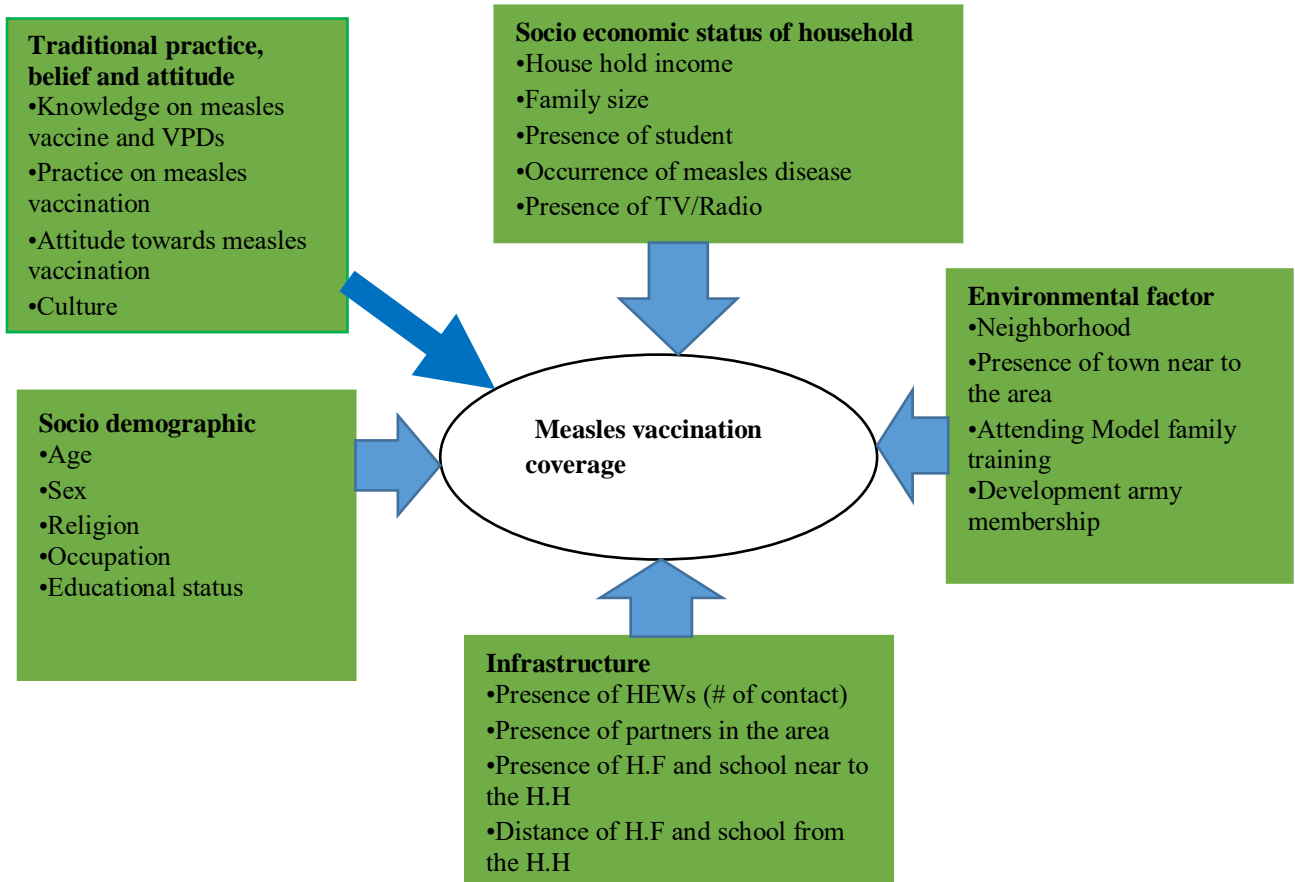 Traditional practice,
belief and attitude
•Knowledge on measles
vaccine and VPDs
•Practice on measles
vaccination
•Attitude towards measles
vaccination
•Culture
Socio economic status of household
•House hold income
•Family size
•Presence of student
•Occurrence of measles disease
•Presence of TV/Radio
Environmental factor
•Neighborhood
•Presence of town near to
the area
•Attending Model family
training
•Development army
membership
Socio demographic
•Age
•Sex
•Religion
•Occupation
•Educational status
Measles vaccination
coverage
Infrastructure
•Presence of HEWs (# of contact)
•Presence of partners in the area
•Presence of H.F and school near to
the H.H
•Distance of H.F and school from
the H.H